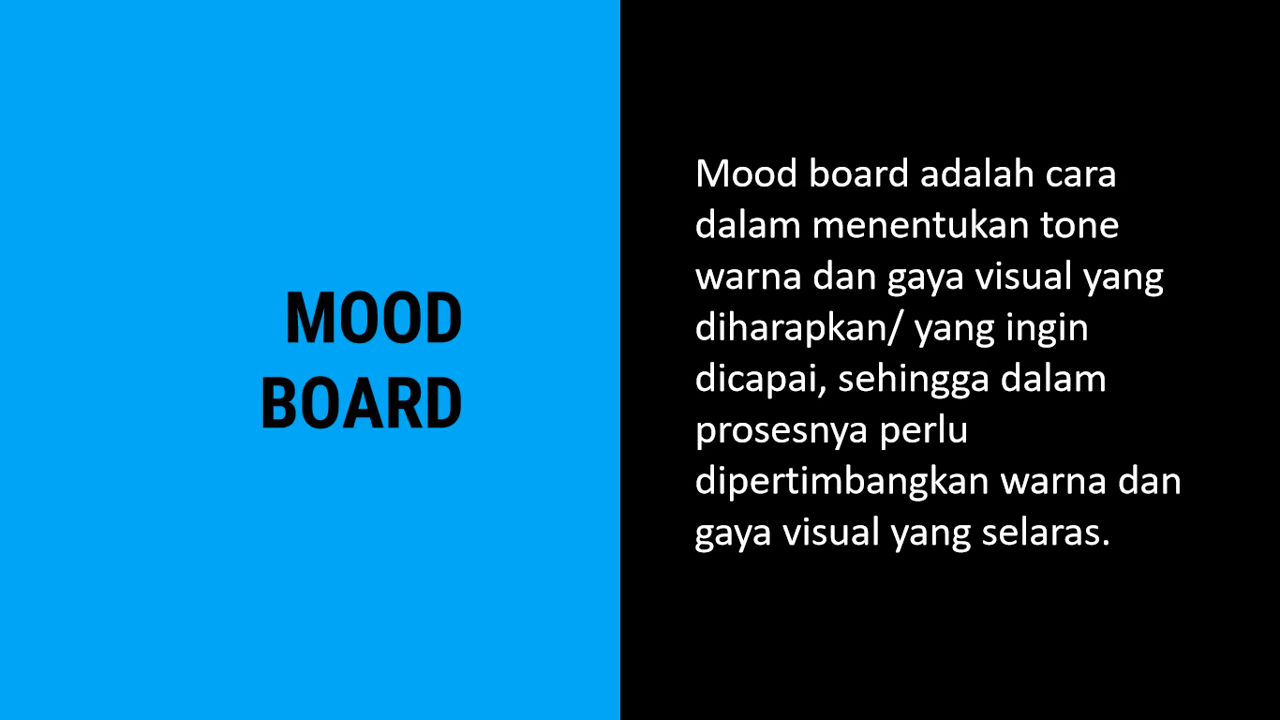 MOOD
BOARD
Mood board adalah cara
dalam menentukan tone
warna dan gaya visual yang
diharapkan/ yang ingin
dicapai, sehingga dalam
prosesnya perlu
dipertimbangkan warna dan
gaya visual yang selaras.